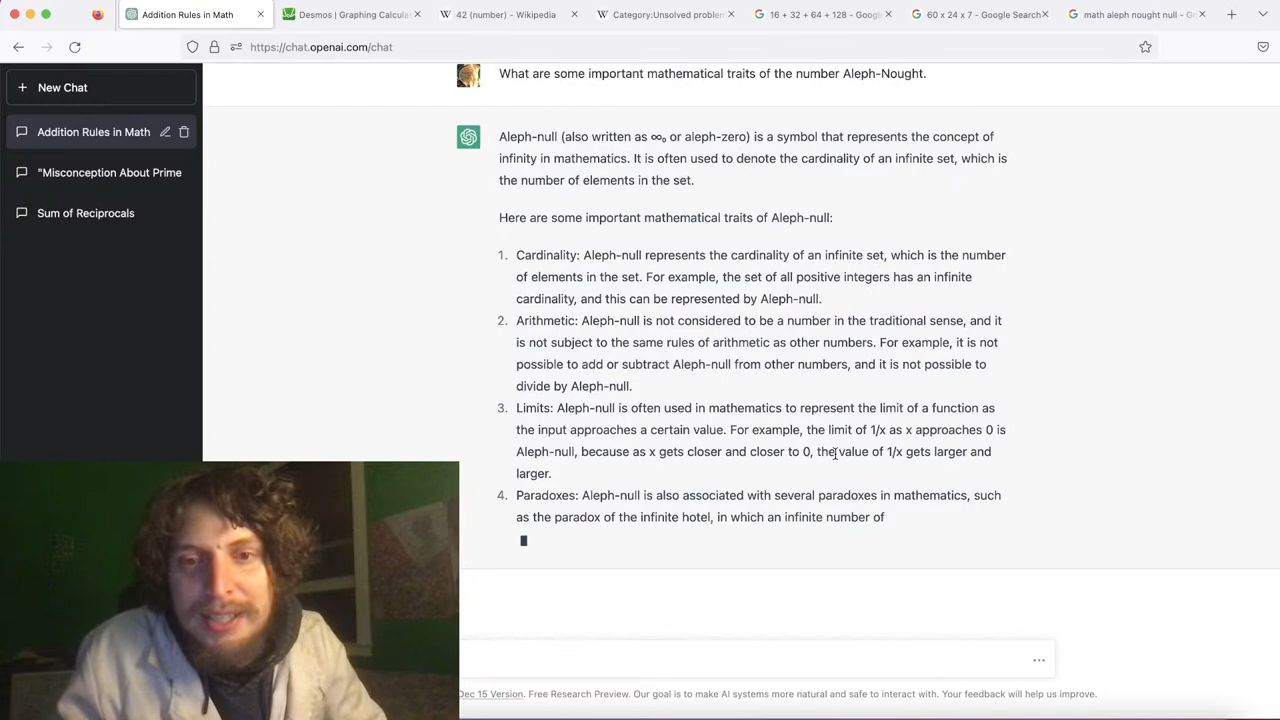 Addition Rules in Math
Desmos | Graphing Calcula
42 (number) - Wikipedia
Category:Unsolved problem
16 + 32 + 64 + 128 - Google
60 x 24 x 7 - Google Search
math aleph nought null - G
https://chat.openai.com/chat
New Chat
Addition Rules in Math
"Misconception About Prime
Sum of Reciprocals
What are some important mathematical traits of the number Aleph-Nought.
Aleph-null (also written as ∞₀ or aleph-zero) is a symbol that represents the concept of
infinity in mathematics. It is often used to denote the cardinality of an infinite set, which is
the number of elements in the set.
Here are some important mathematical traits of Aleph-null:
1. Cardinality: Aleph-null represents the cardinality of an infinite set, which is the number
of elements in the set. For example, the set of all positive integers has an infinite
cardinality, and this can be represented by Aleph-null.
2. Arithmetic: Aleph-null is not considered to be a number in the traditional sense, and it
is not subject to the same rules of arithmetic as other numbers. For example, it is not
possible to add or subtract Aleph-null from other numbers, and it is not possible to
divide by Aleph-null.
3. Limits: Aleph-null is often used in mathematics to represent the limit of a function as
the input approaches a certain value. For example, the limit of 1/x as x approaches 0 is
Aleph-null, because as x gets closer and closer to 0, the value of 1/x gets larger and
larger.
4. Paradoxes: Aleph-null is also associated with several paradoxes in mathematics, such
as the paradox of the infinite hotel, in which an infinite number of
Dec 15 Version. Free Research Preview. Our goal is to make AI systems more natural and safe to interact with. Your feedback will help us improve.